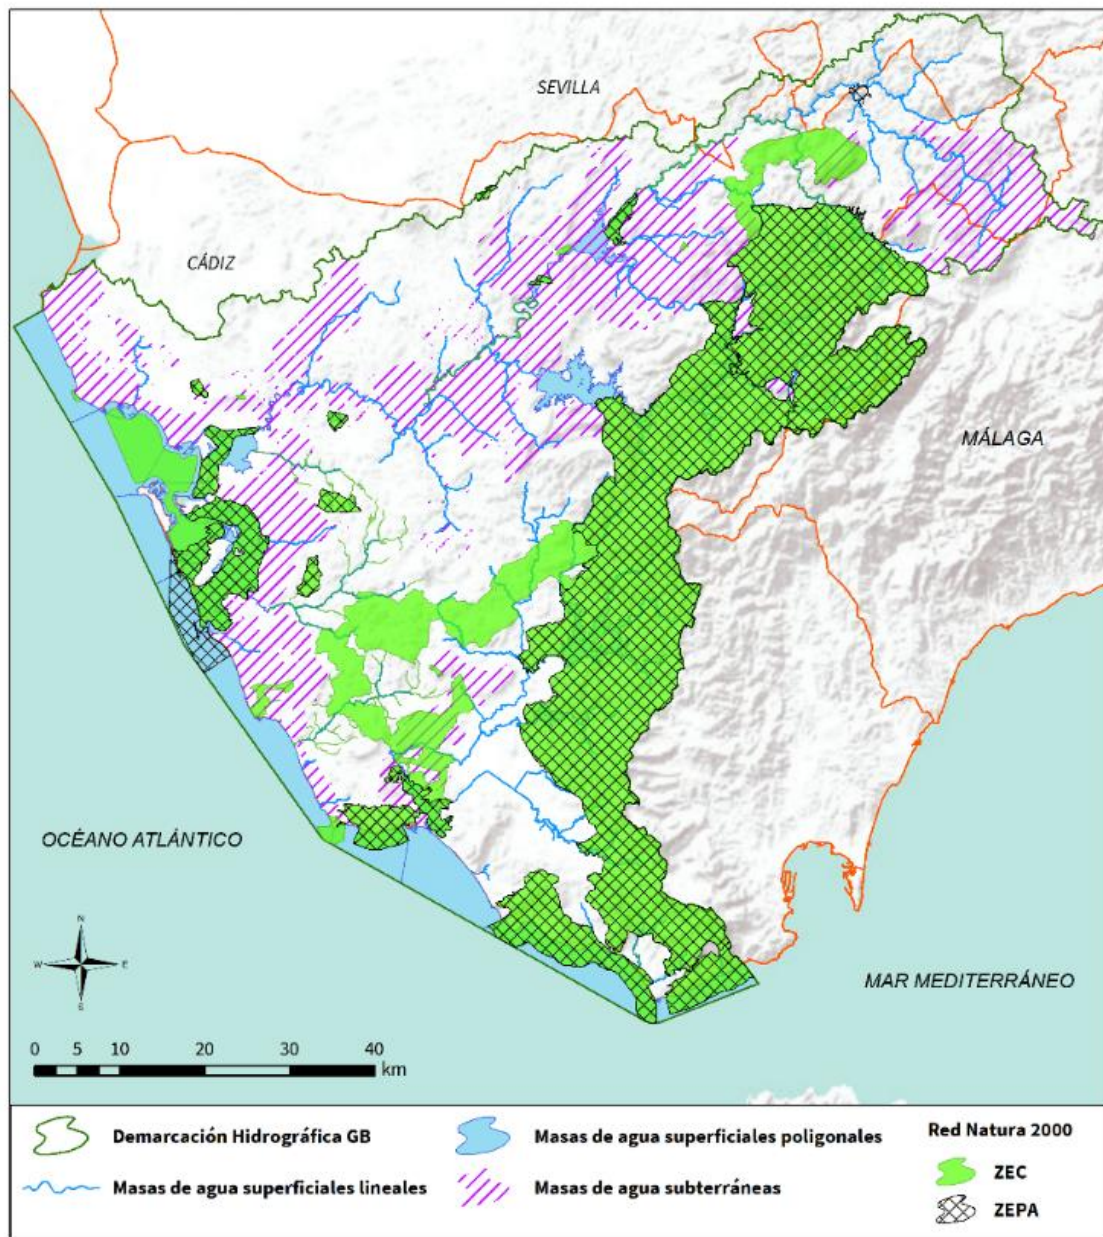 SEVILLA
CÁDIZ
MÁLAGA
OCÉANO ATLÁNTICO
MAR MEDITERRÁNEO
N
W E
S
0 5 10 20 30 40
km
Demarcación Hidrográfica GB
Masas de agua superficiales lineales
Masas de agua superficiales poligonales
Masas de agua subterráneas
Red Natura 2000
ZEC
ZEPA